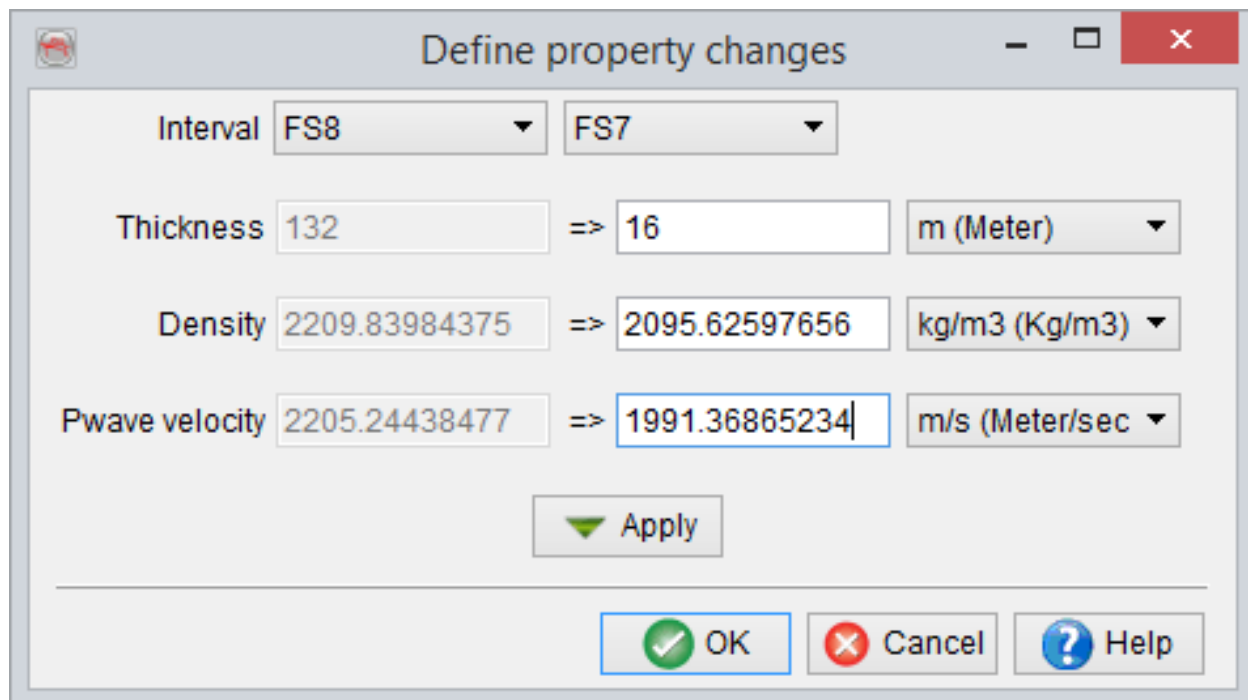 Define property changes
Interval FS8 FS7
Thickness 132 => 16 m (Meter)
Density 2209.83984375 => 2095.62597656 kg/m3 (Kg/m3)
Pwave velocity 2205.24438477 => 1991.36865234 m/s (Meter/sec
Apply
OK Cancel Help